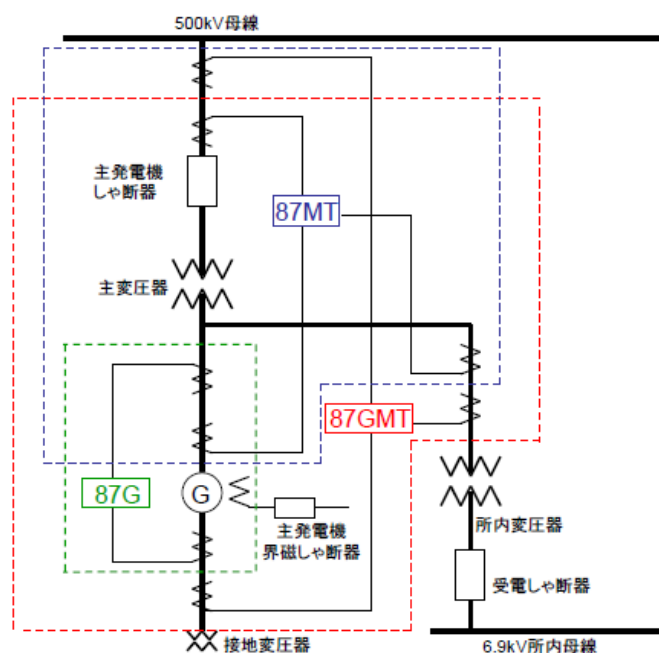 500kV母線
主発電機
しゃ断器
87MT
主変圧器
87GMT
87G
G
主発電機
界磁しゃ断器
所内変圧器
受電しゃ断器
接地変圧器
6.9kV所内母線